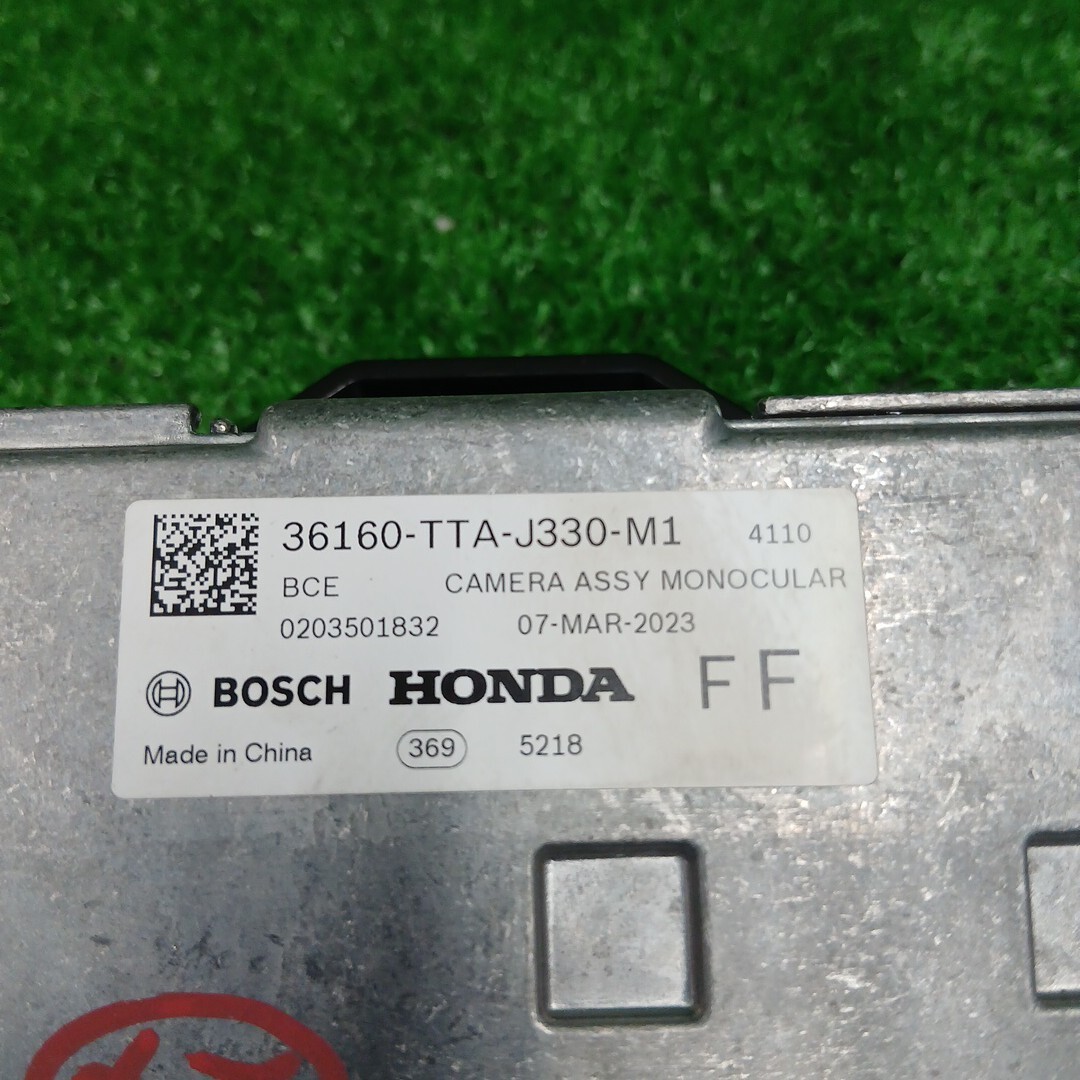 36160-TTA-J330-M1 4110
BCE CAMERA ASSY MONOCULAR
0203501832 07-MAR-2023
BOSCH HONDA FF
Made in China 369 5218